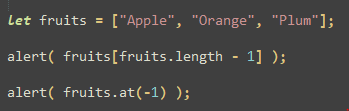 let fruits = ["Apple", "Orange", "Plum"];
alert( fruits[fruits.length - 1] );
alert( fruits.at(-1) );